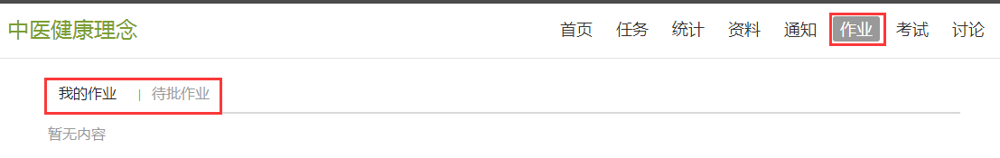 中医健康理念 首页 任务 统计 资料 通知 作业 考试 讨论
我的作业 | 待批作业
暂无内容